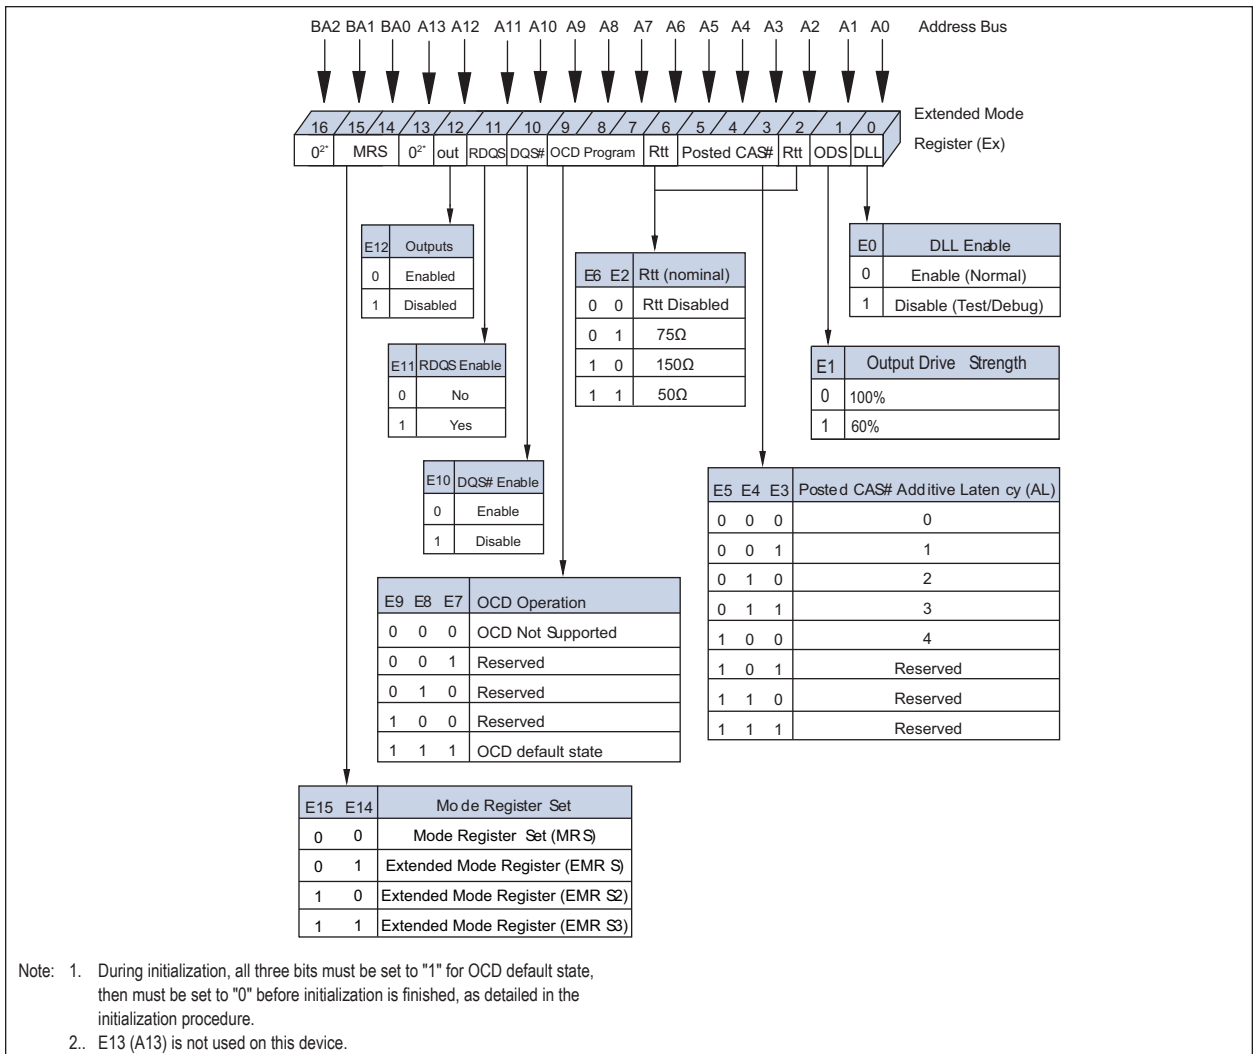 BA2 BA1 BA0 A13 A12 A11 A10 A9 A8 A7 A6 A5 A4 A3 A2 A1 A0 Address Bus
16 15 14 13 12 11 10 9 8 7 6 5 4 3 2 1 0
Extended Mode
Register (Ex)
0²* MRS 0²* out RDQS DQS# OCD Program Rtt Posted CAS# Rtt ODS DLL
E12 Outputs
0 Enabled
1 Disabled
E0 DLL Enable
0 Enable (Normal)
1 Disable (Test/Debug)
E6 E2 Rtt (nominal)
0 0 Rtt Disabled
0 1 75Ω
1 0 150Ω
1 1 50Ω
E11 RDQS Enable
0 No
1 Yes
E1 Output Drive Strength
0 100%
1 60%
E10 DQS# Enable
0 Enable
1 Disable
E5 E4 E3 Posted CAS# Additive Laten cy (AL)
0 0 0 0
0 0 1 1
0 1 0 2
0 1 1 3
1 0 0 4
1 0 1 Reserved
1 1 0 Reserved
1 1 1 Reserved
E9 E8 E7 OCD Operation
0 0 0 OCD Not Supported
0 0 1 Reserved
0 1 0 Reserved
1 0 0 Reserved
1 1 1 OCD default state
E15 E14 Mo de Register Set
0 0 Mode Register Set (MRS)
0 1 Extended Mode Register (EMR S)
1 0 Extended Mode Register (EMR S2)
1 1 Extended Mode Register (EMR S3)
Note: 1. During initialization, all three bits must be set to "1" for OCD default state,
then must be set to "0" before initialization is finished, as detailed in the
initialization procedure.
2.. E13 (A13) is not used on this device.